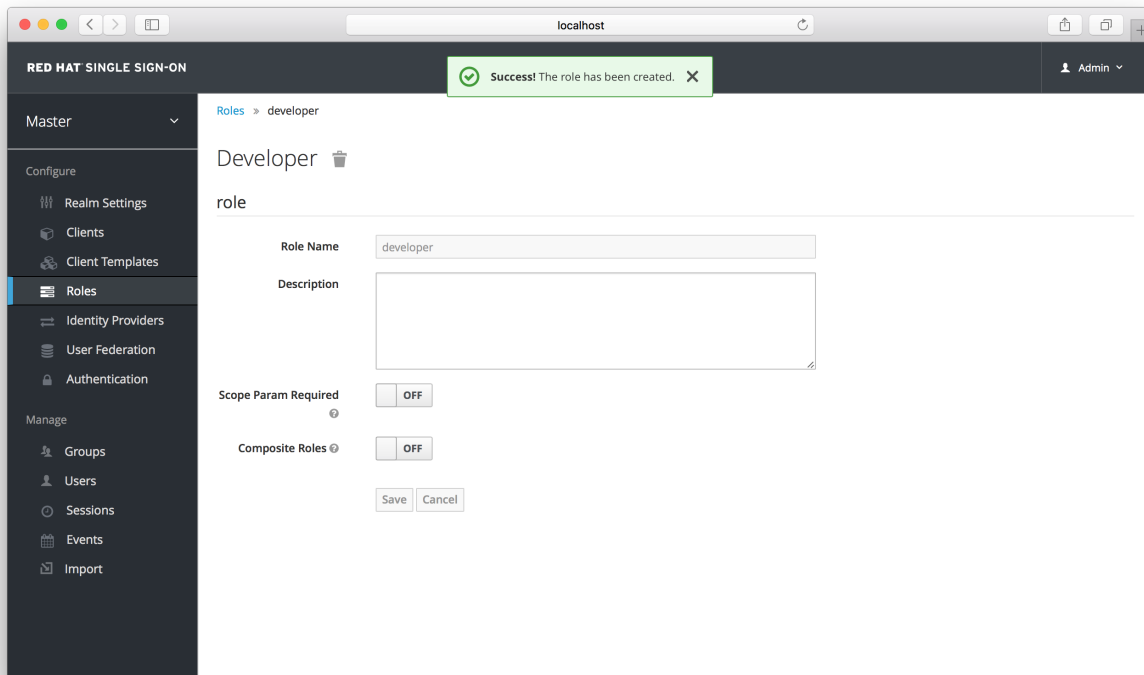 localhost
RED HAT SINGLE SIGN-ON
Success! The role has been created.
Admin
Master
Configure
Realm Settings
Clients
Client Templates
Roles
Identity Providers
User Federation
Authentication
Manage
Groups
Users
Sessions
Events
Import
Roles » developer
Developer
role
Role Name
developer
Description
Scope Param Required
OFF
Composite Roles
OFF
Save Cancel